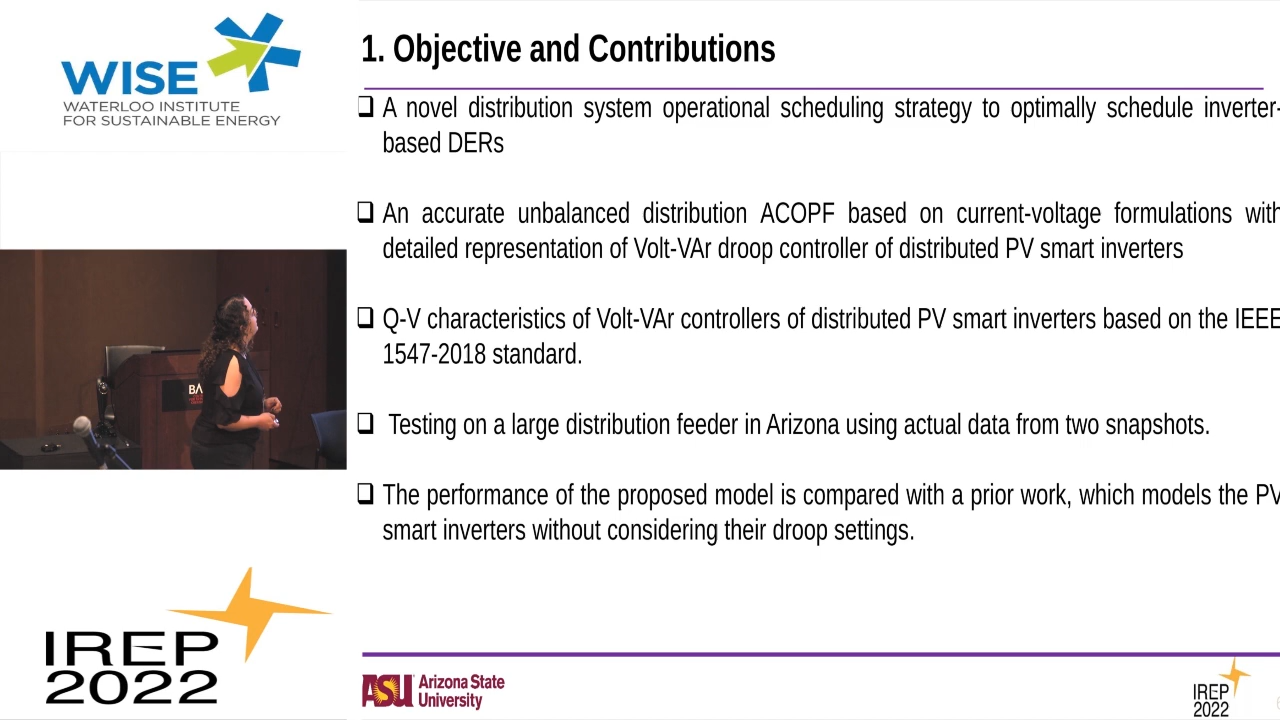 WISE
WATERLOO INSTITUTE
FOR SUSTAINABLE ENERGY
1. Objective and Contributions
❑ A novel distribution system operational scheduling strategy to optimally schedule inverter-
based DERs
❑ An accurate unbalanced distribution ACOPF based on current-voltage formulations with
detailed representation of Volt-VAr droop controller of distributed PV smart inverters
❑ Q-V characteristics of Volt-VAr controllers of distributed PV smart inverters based on the IEEE
1547-2018 standard.
❑ Testing on a large distribution feeder in Arizona using actual data from two snapshots.
❑ The performance of the proposed model is compared with a prior work, which models the PV
smart inverters without considering their droop settings.
BA
IREP
2022
ASU Arizona State
University
IREP
2022